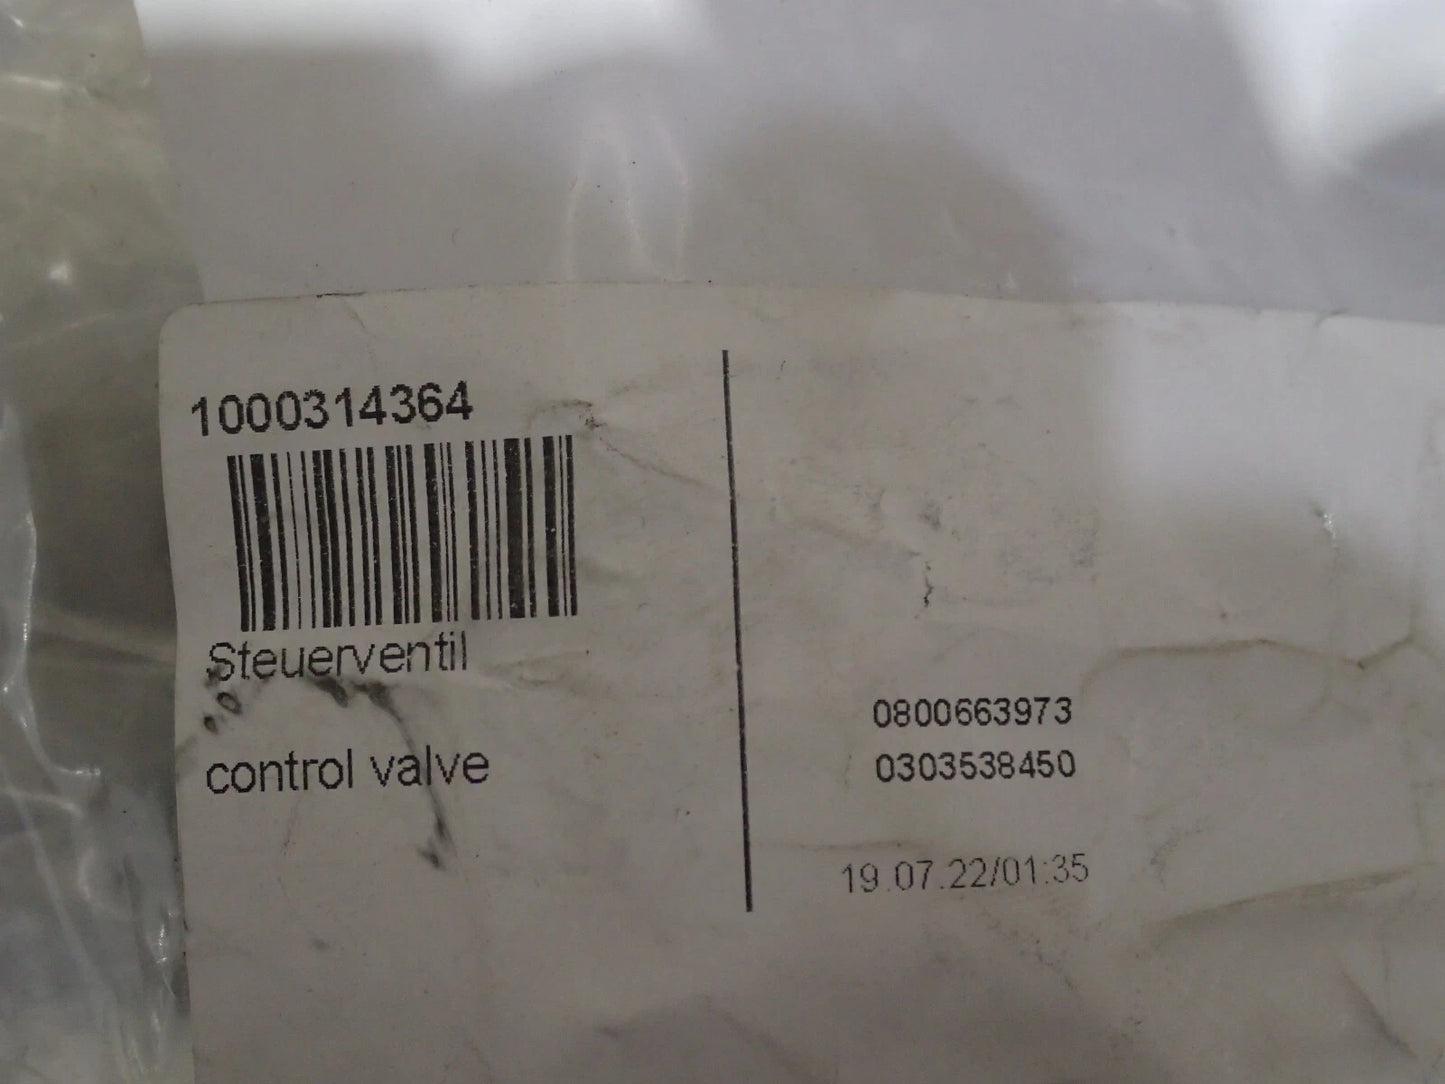 1000314364
Steuerventil
control valve
0800663973
0303538450
19.07.22/01:35